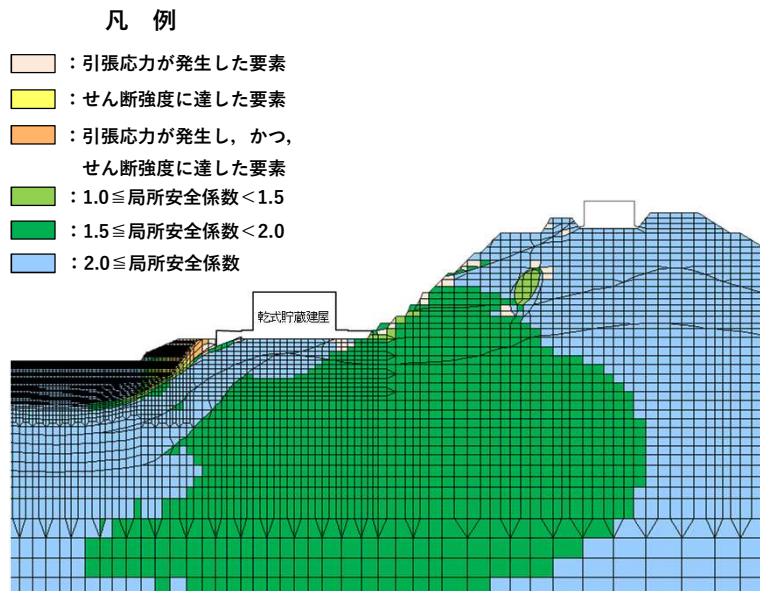 凡 例
：引張応力が発生した要素
：せん断強度に達した要素
：引張応力が発生し，かつ，
せん断強度に達した要素
：1.0≦局所安全係数＜1.5
：1.5≦局所安全係数＜2.0
：2.0≦局所安全係数
乾式貯蔵建屋